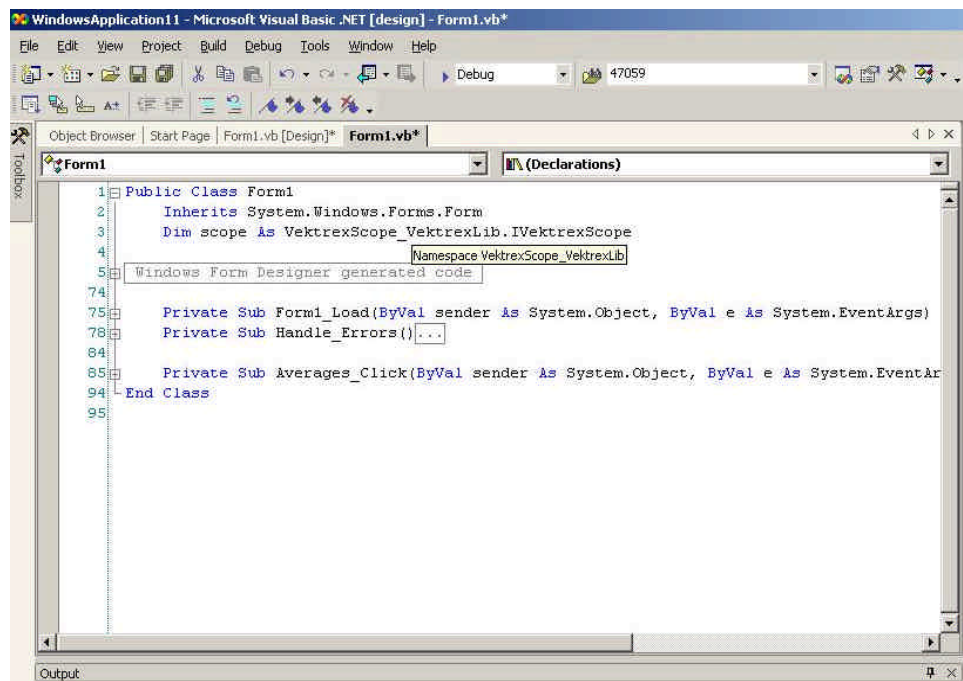 WindowsApplication11 - Microsoft Visual Basic .NET [design] - Form1.vb*
File Edit View Project Build Debug Tools Window Help
Debug 47059
Toolbox
Object Browser Start Page Form1.vb [Design]* Form1.vb*
Form1 (Declarations)
1 Public Class Form1
2 Inherits System.Windows.Forms.Form
3 Dim scope As VektrexScope_VektrexLib.IVektrexScope
4 Namespace VektrexScope_VektrexLib
5 Windows Form Designer generated code
74
75 Private Sub Form1_Load(ByVal sender As System.Object, ByVal e As System.EventArgs)
78 Private Sub Handle_Errors()...
84
85 Private Sub Averages_Click(ByVal sender As System.Object, ByVal e As System.EventAr
94 End Class
95
Output